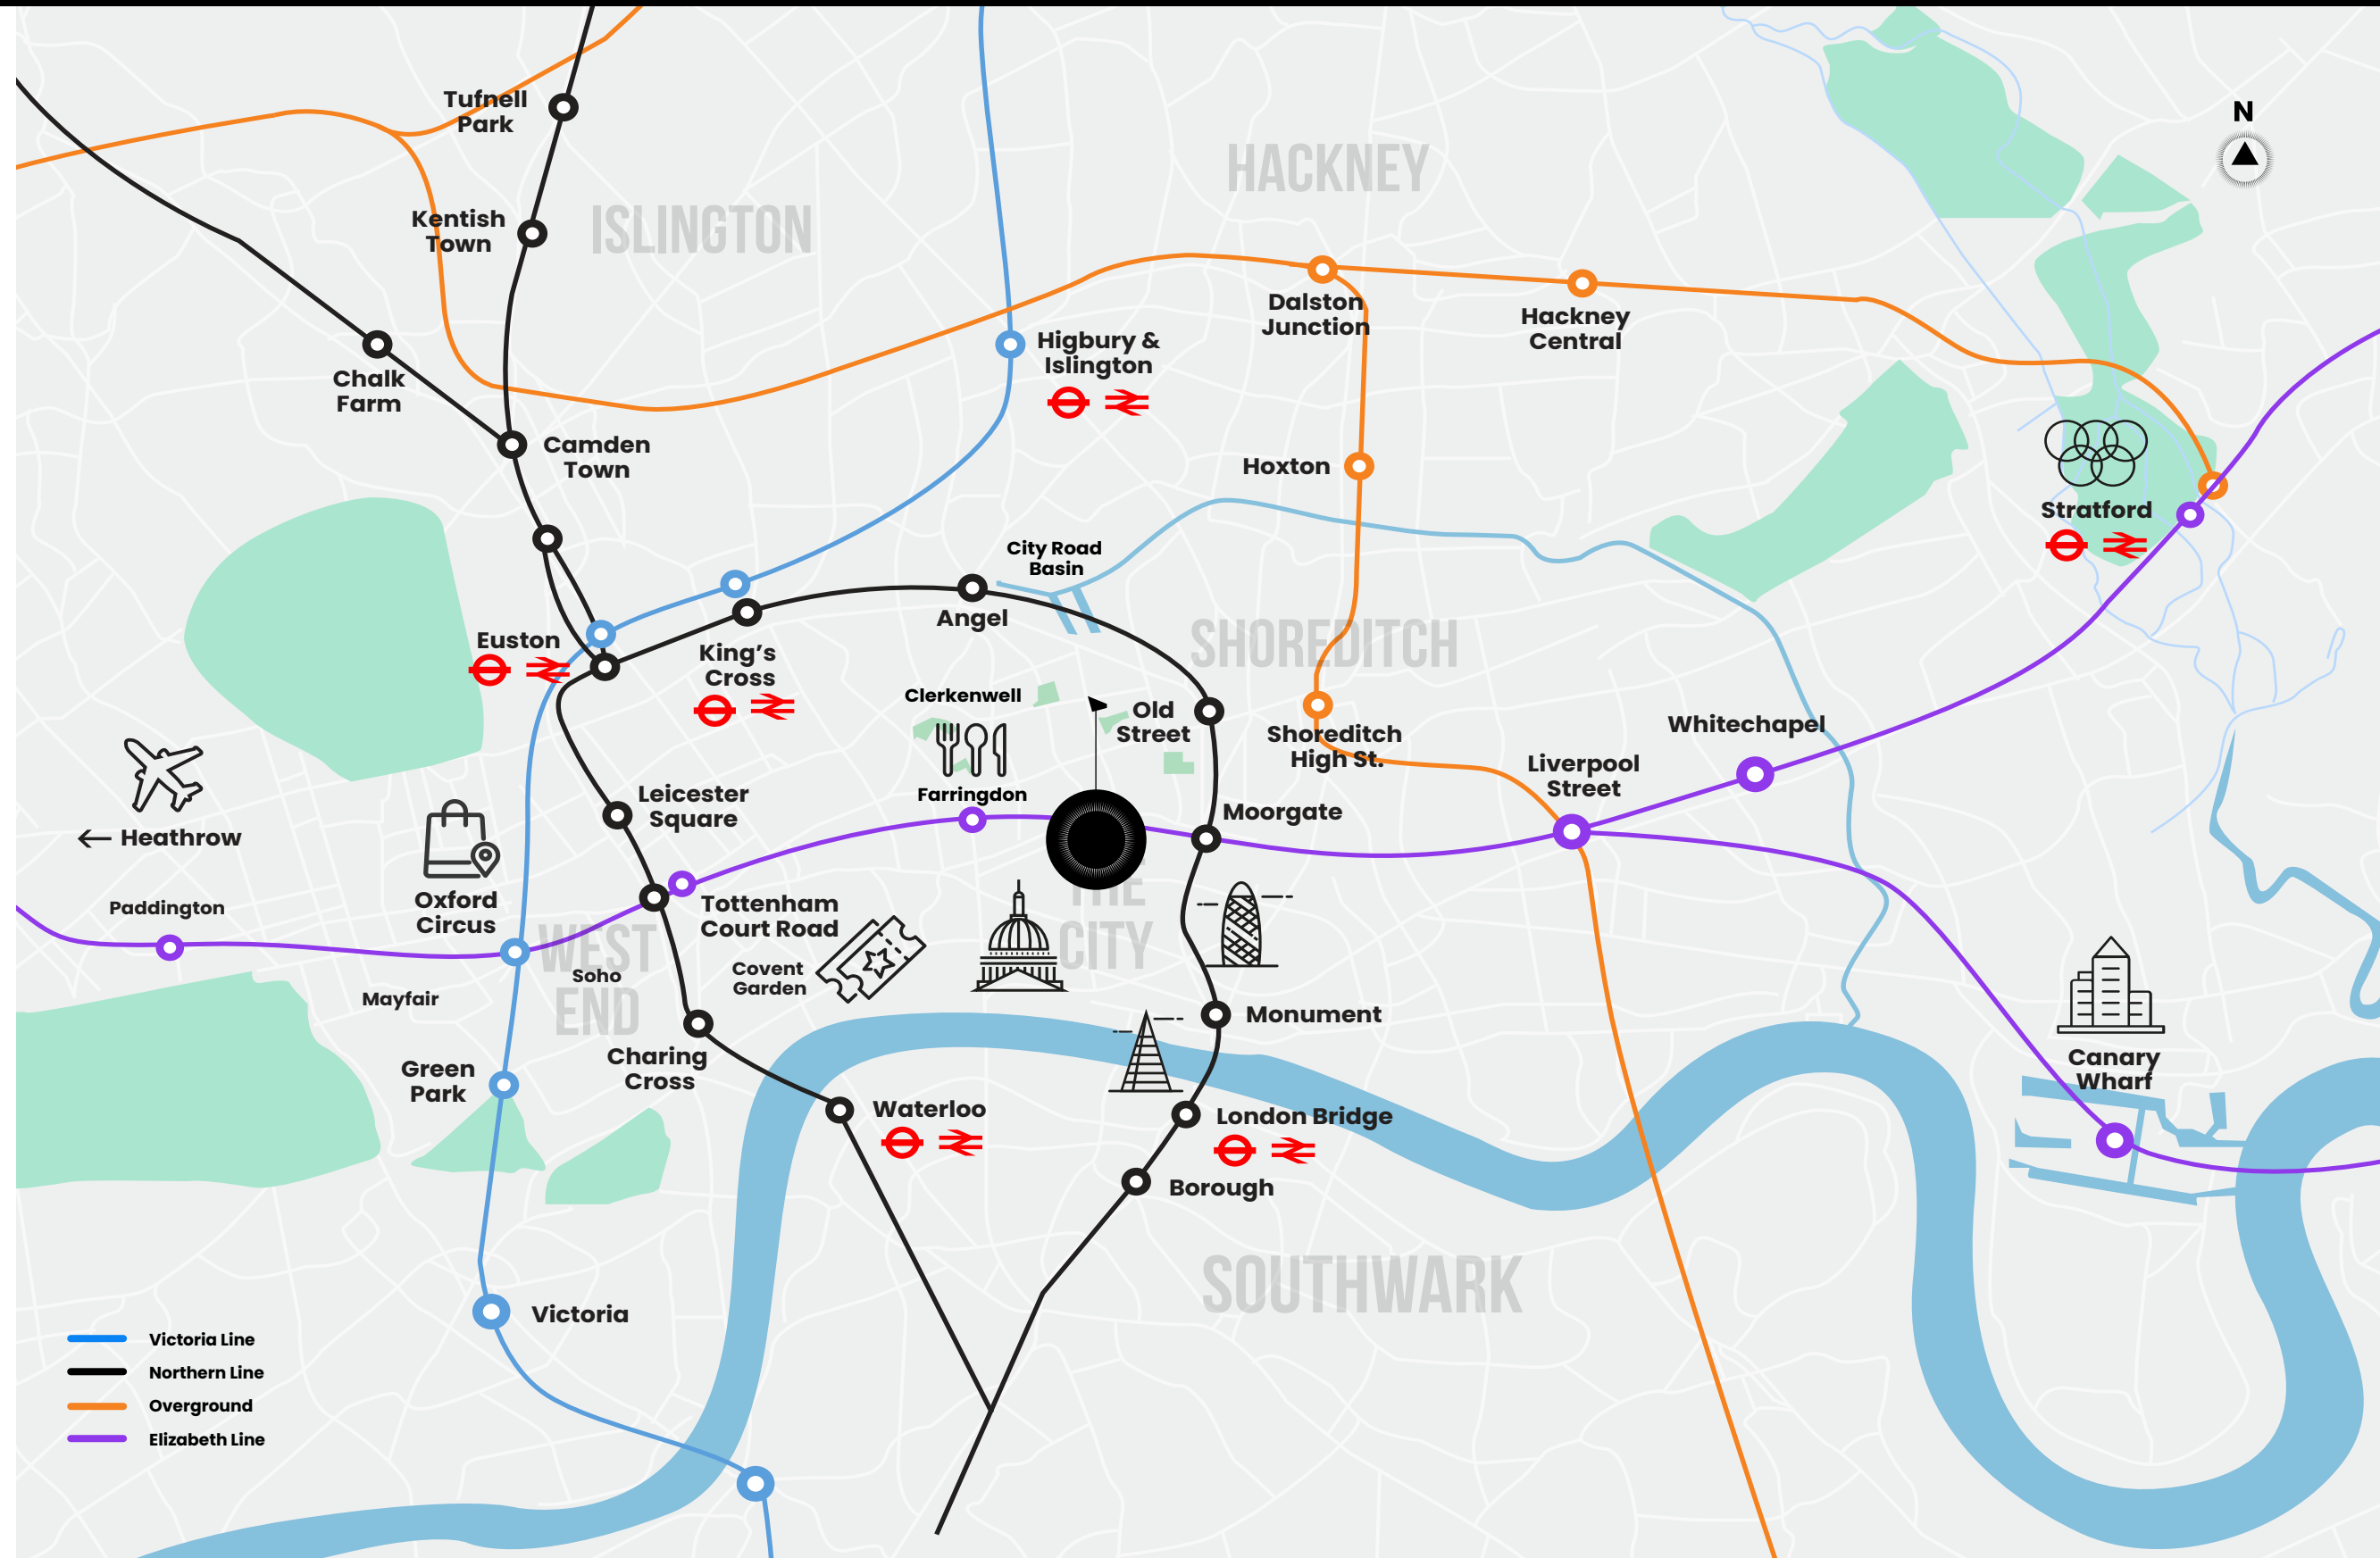 N
Tufnell
Park
HACKNEY
Kentish
Town
ISLINGTON
Dalston
Junction
Hackney
Central
Higbury &
Islington
Chalk
Farm
Camden
Town
Hoxton
Stratford
City Road
Basin
Angel
Euston
King’s
Cross
SHOREDITCH
Clerkenwell
Old
Street
Shoreditch
High St.
Whitechapel
Liverpool
Street
Leicester
Square
Farringdon
Moorgate
← Heathrow
Oxford
Circus
Paddington
Tottenham
Court Road
THE
CITY
WEST
END
Soho
Covent
Garden
Mayfair
Monument
Charing
Cross
Green
Park
Canary
Wharf
Waterloo
London Bridge
Borough
SOUTHWARK
Victoria
Victoria Line
Northern Line
Overground
Elizabeth Line